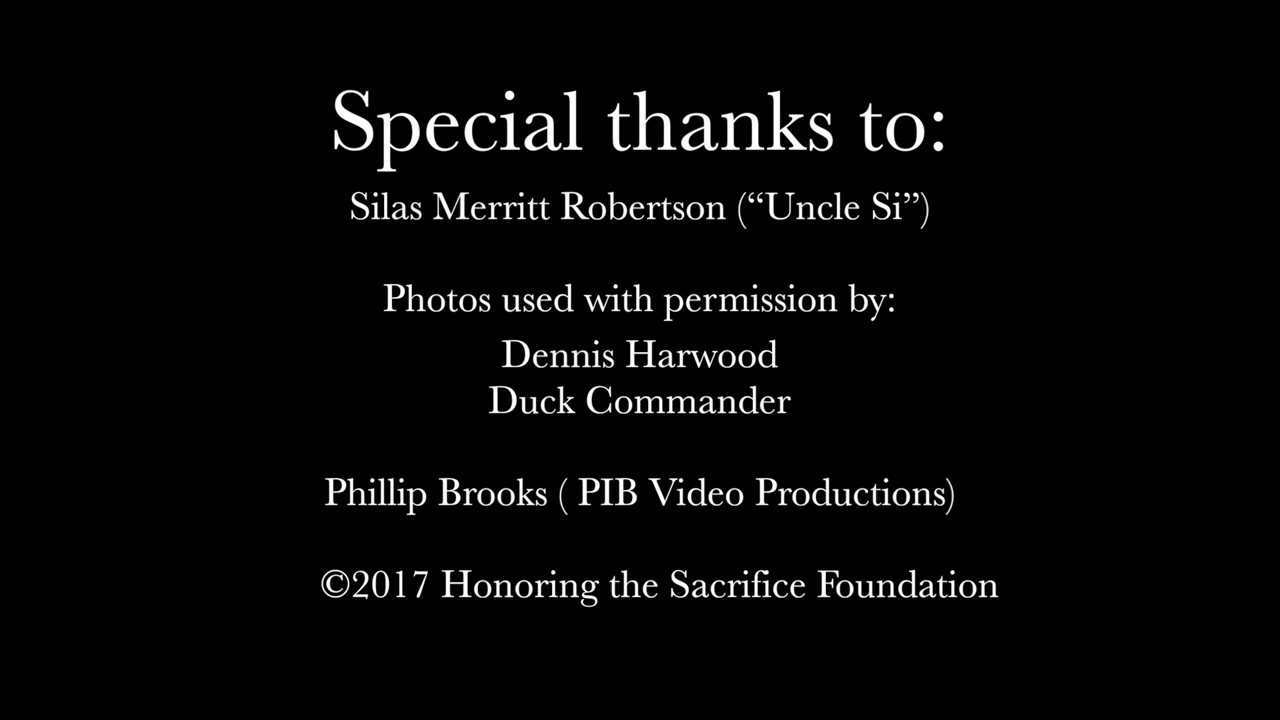 Special thanks to:
Silas Merritt Robertson (“Uncle Si”)
Photos used with permission by:
Dennis Harwood
Duck Commander
Phillip Brooks ( PIB Video Productions)
©2017 Honoring the Sacrifice Foundation